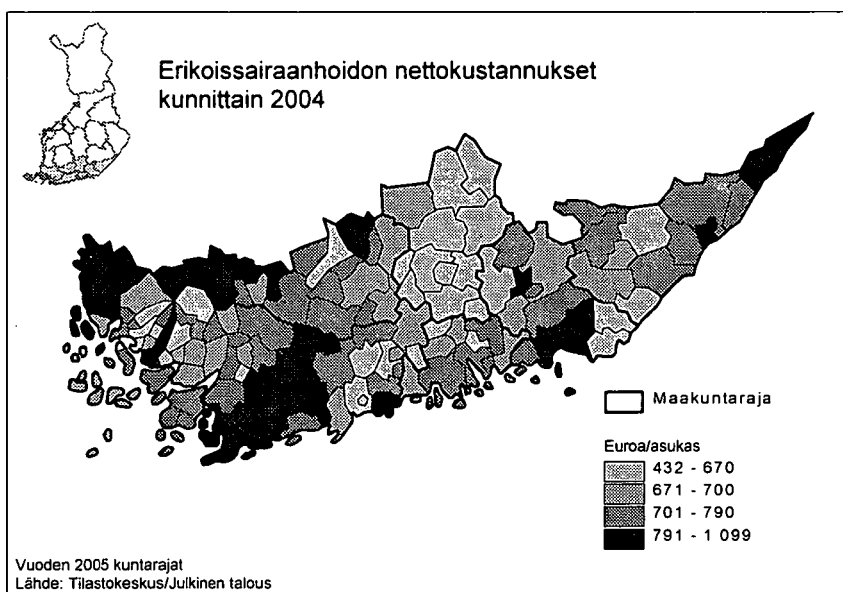 Erikoissairaanhoidon nettokustannukset
kunnittain 2004
Maakuntaraja
Euroa/asukas
432 - 670
671 - 700
701 - 790
791 - 1 099
Vuoden 2005 kuntarajat
Lähde: Tilastokeskus/Julkinen talous